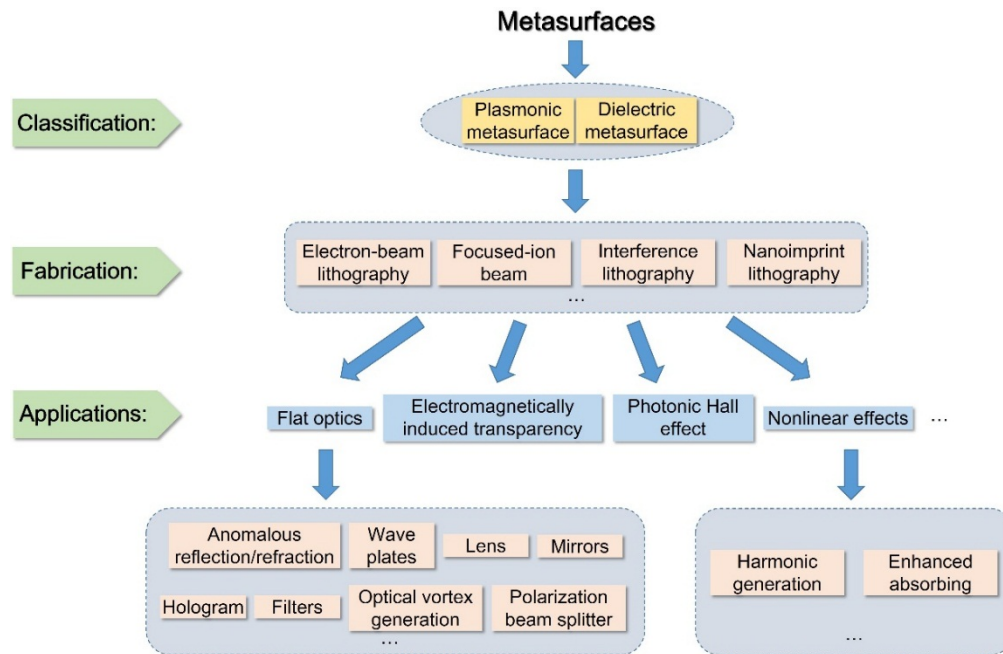 Metasurfaces
Classification:
Plasmonic
metasurface
Dielectric
metasurface
Fabrication:
Electron-beam
lithography
Focused-ion
beam
Interference
lithography
Nanoimprint
lithography
...
Applications:
Flat optics
Electromagnetically
induced transparency
Photonic Hall
effect
Nonlinear effects
...
Anomalous
reflection/refraction
Wave
plates
Lens
Mirrors
Hologram
Filters
Optical vortex
generation
Polarization
beam splitter
...
Harmonic
generation
Enhanced
absorbing
...